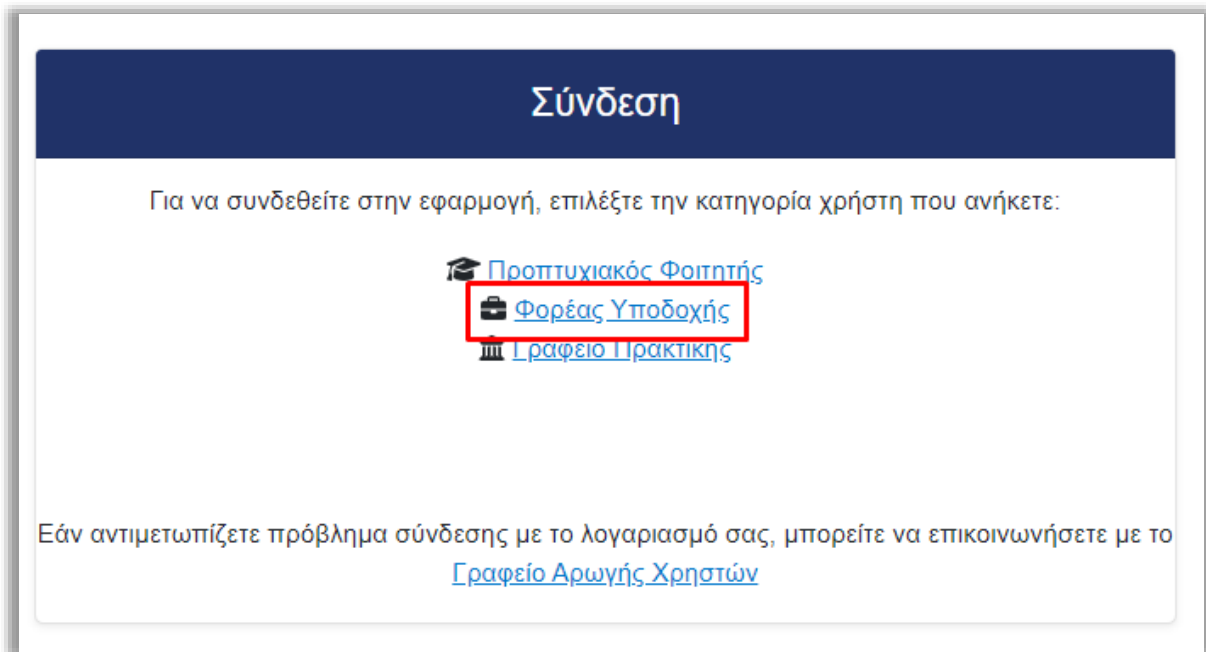 Σύνδεση
Για να συνδεθείτε στην εφαρμογή, επιλέξτε την κατηγορία χρήστη που ανήκετε:
Προπτυχιακός Φοιτητής
Φορέας Υποδοχής
Γραφείο Πρακτικής
Εάν αντιμετωπίζετε πρόβλημα σύνδεσης με το λογαριασμό σας, μπορείτε να επικοινωνήσετε με το
Γραφείο Αρωγής Χρηστών